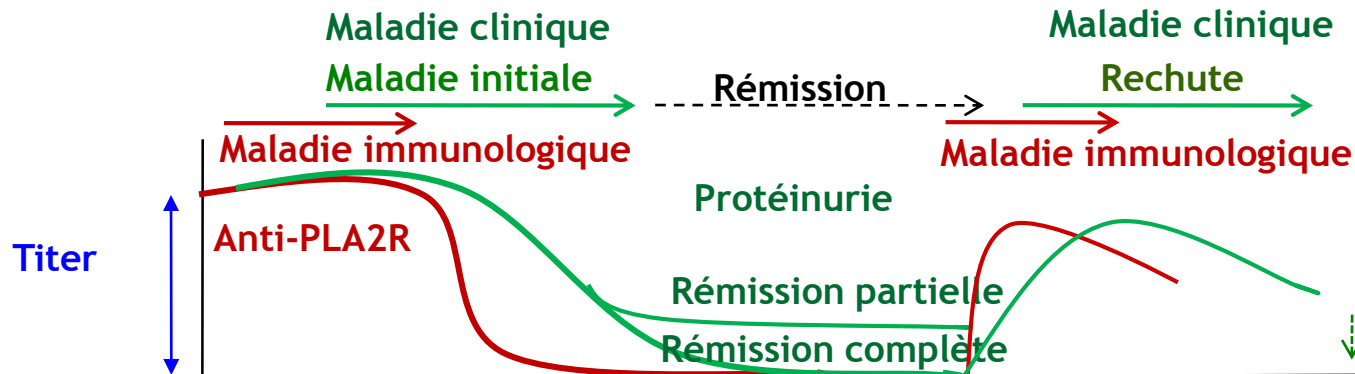 Maladie clinique
Maladie initiale
Rémission
Maladie clinique
Rechute
Maladie immunologique
Maladie immunologique
Protéinurie
Anti-PLA2R
Titer
Rémission partielle
Rémission complète